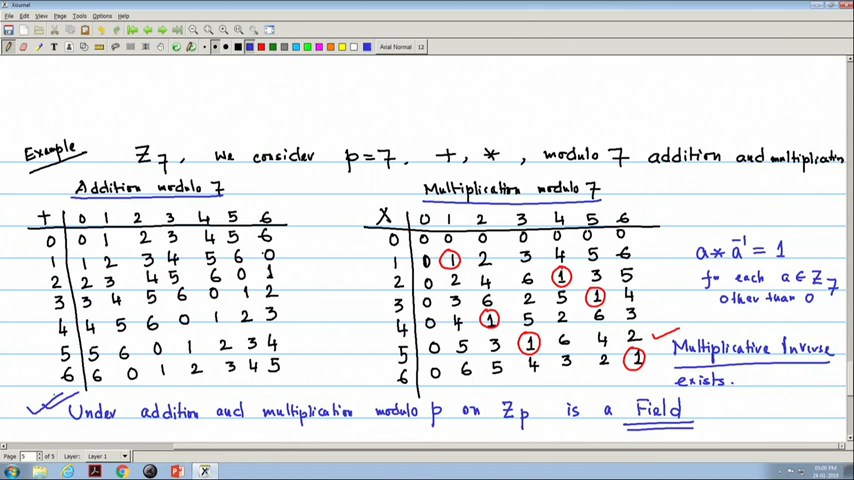 Xournal
File Edit View Journal Tools Options Help
Arial Normal 12
Example Z7, We consider p=7, +, *, modulo 7 addition and multiplication
Addition modulo 7 Multiplication modulo 7
+ 0 1 2 3 4 5 6
0 0 1 2 3 4 5 6
1 1 2 3 4 5 6 0
2 2 3 4 5 6 0 1
3 3 4 5 6 0 1 2
4 4 5 6 0 1 2 3
5 5 6 0 1 2 3 4
6 6 0 1 2 3 4 5
X 0 1 2 3 4 5 6
0 0 0 0 0 0 0 0
1 0 1 2 3 4 5 6
2 0 2 4 6 1 3 5
3 0 3 6 2 5 1 4
4 0 4 1 5 2 6 3
5 0 5 3 1 6 4 2
6 0 6 5 4 3 2 1
a * a⁻¹ = 1
for each a ∈ Z7
other than 0
Multiplicative Inverse
exists.
Under addition and multiplication modulo p on Zp is a Field
Page 5 of 5 Layer: Layer 1
05:00 PM
24-01-2019